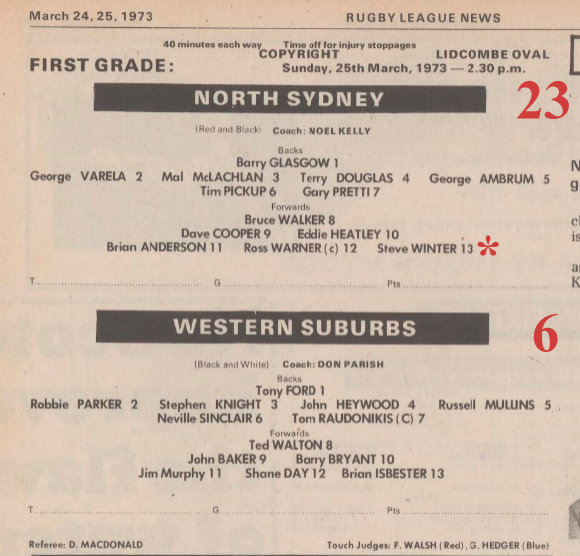 March 24, 25, 1973 RUGBY LEAGUE NEWS
40 minutes each way Time off for injury stoppages
COPYRIGHT LIDCOMBE OVAL
FIRST GRADE: Sunday, 25th March, 1973 — 2.30 p.m.
NORTH SYDNEY 23
(Red and Black) Coach: NOEL KELLY
Backs
Barry GLASGOW 1
George VARELA 2 Mal McLACHLAN 3 Terry DOUGLAS 4 George AMBRUM 5
Tim PICKUP 6 Gary PRETTI 7
Forwards
Bruce WALKER 8
Dave COOPER 9 Eddie HEATLEY 10
Brian ANDERSON 11 Ross WARNER (c) 12 Steve WINTER 13 *
T. G. Pts.
WESTERN SUBURBS 6
(Black and White) Coach: DON PARISH
Backs
Tony FORD 1
Robbie PARKER 2 Stephen KNIGHT 3 John HEYWOOD 4 Russell MULLINS 5
Neville SINCLAIR 6 Tom RAUDONIKIS (C) 7
Forwards
Ted WALTON 8
John BAKER 9 Barry BRYANT 10
Jim Murphy 11 Shane DAY 12 Brian ISBESTER 13
T. G Pts.
Referee: D. MACDONALD Touch Judges: F. WALSH (Red), G. HEDGER (Blue)